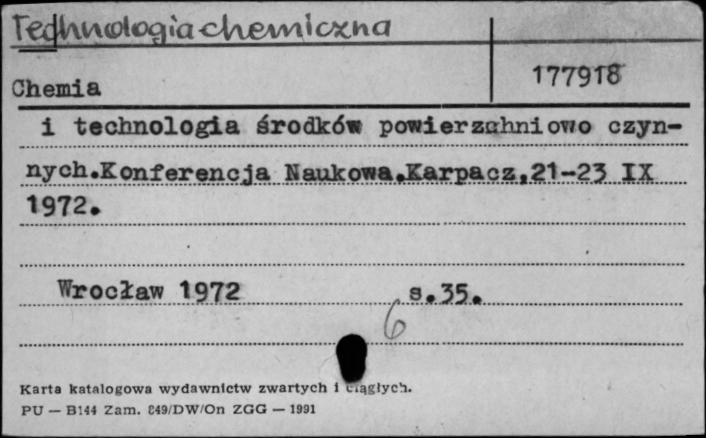 Technologia chemiczna
177918
Chemia
i technologia środków powierzchniowo czyn-
nych.Konferencja Naukowa.Karpacz,21-23 IX
1972.
Wrocław 1972 s.35.
6
Karta katalogowa wydawnictw zwartych i ciągłych.
PU — B144 Zam. 849/DW/On ZGG — 1991